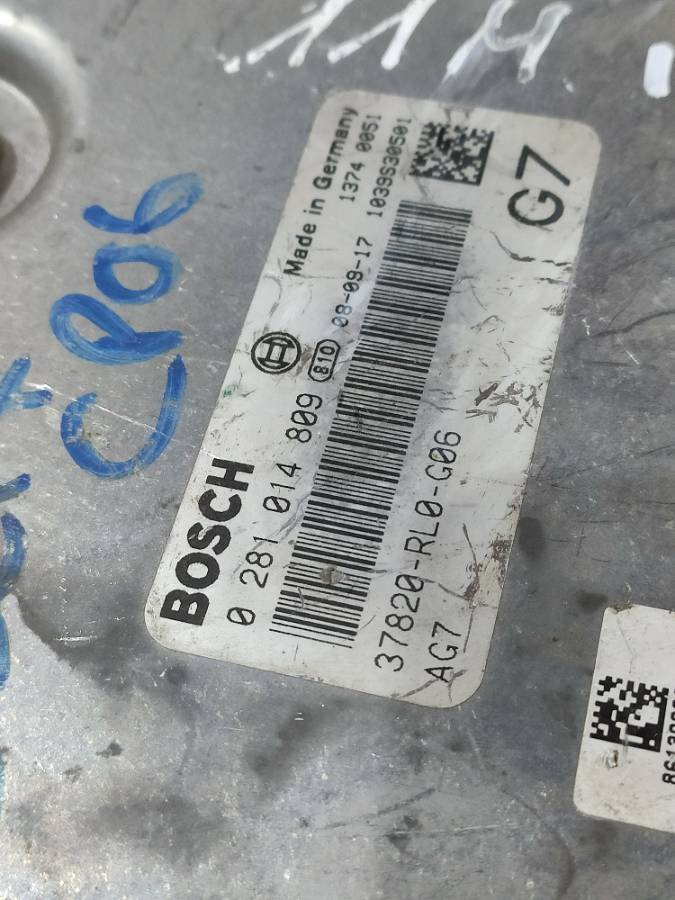 Made in Germany
BOSCH
0 281 014 809
810
08-09-17
1374 0051
1039S30501
37820-RL0-G06
AG7
G7
CP06